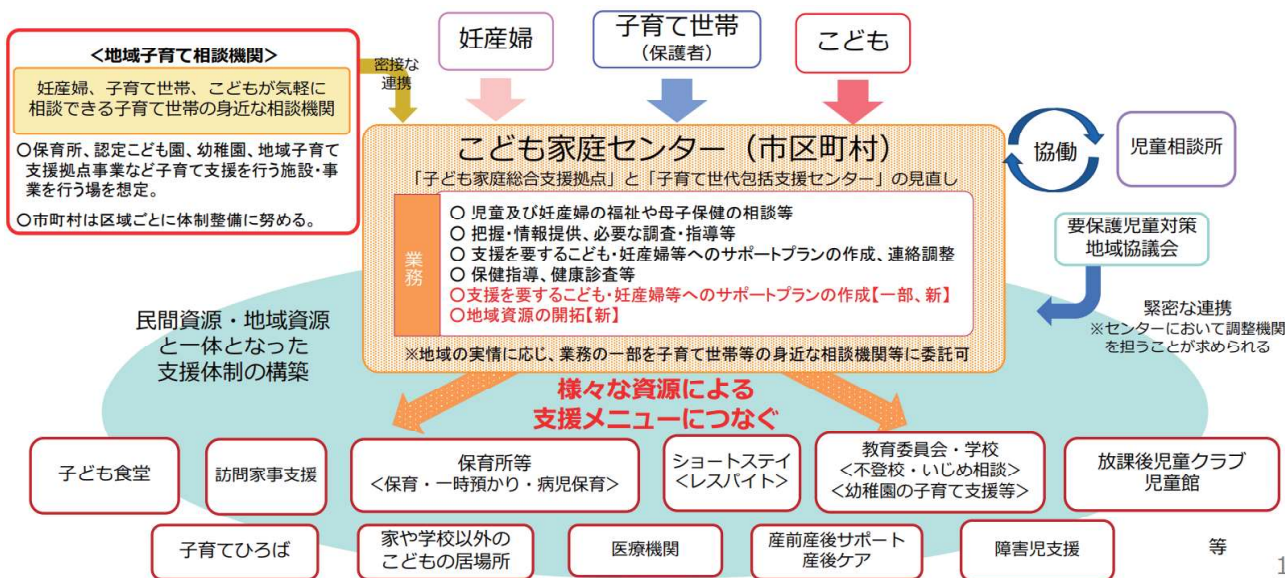 <地域子育て相談機関>
妊産婦、子育て世帯、こどもが気軽に
相談できる子育て世帯の身近な相談機関
○保育所、認定こども園、幼稚園、地域子育て
支援拠点事業など子育て支援を行う施設・事
業を行う場を想定。
○市町村は区域ごとに体制整備に努める。
密接な
連携
妊産婦
子育て世帯
(保護者)
こども
こども家庭センター(市区町村)
「子ども家庭総合支援拠点」と「子育て世代包括支援センター」の見直し
業務
○ 児童及び妊産婦の福祉や母子保健の相談等
○ 把握・情報提供、必要な調査・指導等
○ 支援を要するこども・妊産婦等へのサポートプランの作成、連絡調整
○ 保健指導、健康診査等
○支援を要するこども・妊産婦等へのサポートプランの作成【一部、新】
○地域資源の開拓【新】
※地域の実情に応じ、業務の一部を子育て世帯等の身近な相談機関等に委託可
協働
児童相談所
要保護児童対策
地域協議会
緊密な連携
※センターにおいて調整機関
を担うことが求められる
民間資源・地域資源
と一体となった
支援体制の構築
様々な資源による
支援メニューにつなぐ
子ども食堂
訪問家事支援
保育所等
<保育・一時預かり・病児保育>
ショートステイ
<レスパイト>
教育委員会・学校
<不登校・いじめ相談>
<幼稚園の子育て支援等>
放課後児童クラブ
児童館
子育てひろば
家や学校以外の
こどもの居場所
医療機関
産前産後サポート
産後ケア
障害児支援
等
1